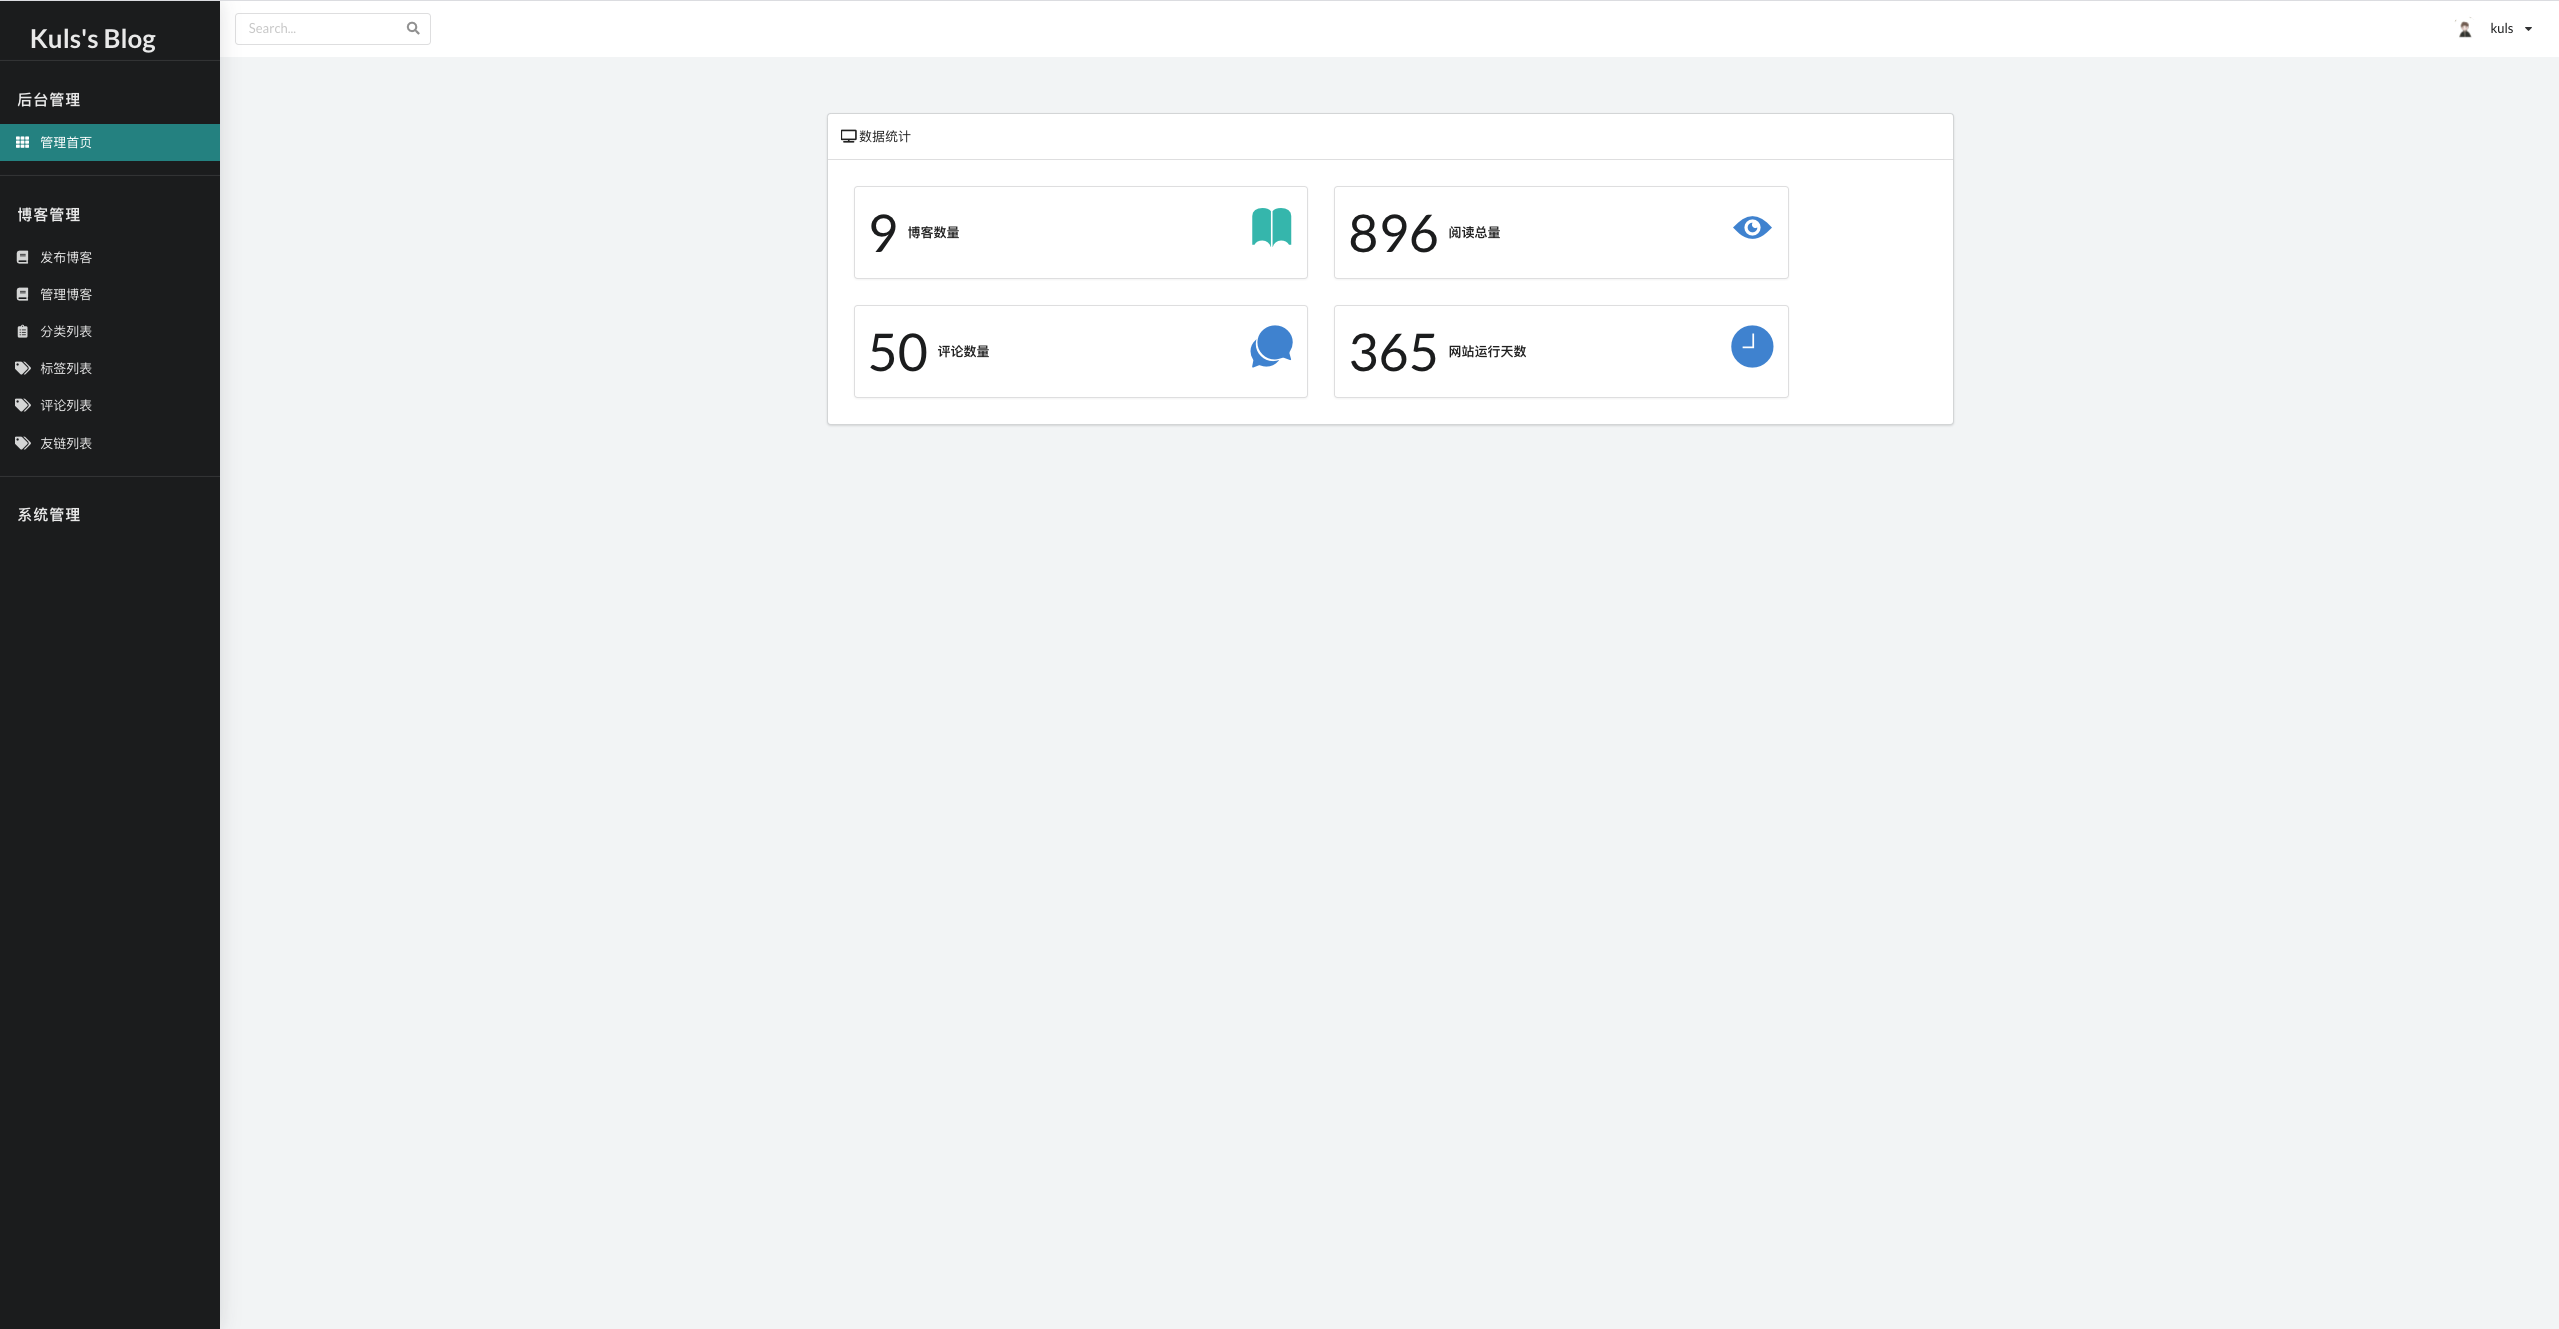 Kuls's Blog
Search...
kuls
后台管理
管理首页
博客管理
发布博客
管理博客
分类列表
标签列表
评论列表
友链列表
系统管理
数据统计
9 博客数量
896 阅读总量
50 评论数量
365 网站运行天数